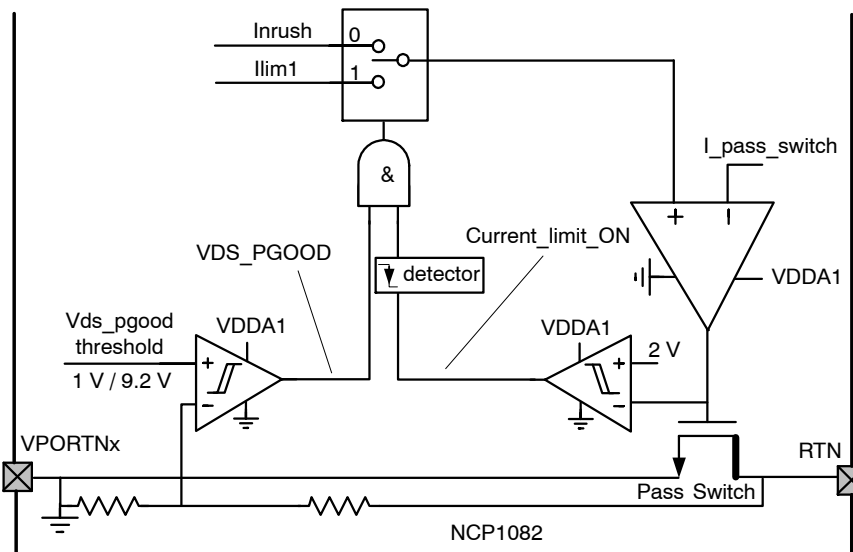 Inrush
0
Ilim1
1
I_pass_switch
&
+
−
VDS_PGOOD
Current_limit_ON
detector
VDDA1
Vds_pgood
threshold
1 V / 9.2 V
VDDA1
+
−
VDDA1
+
−
2 V
VPORTNx
RTN
Pass Switch
NCP1082